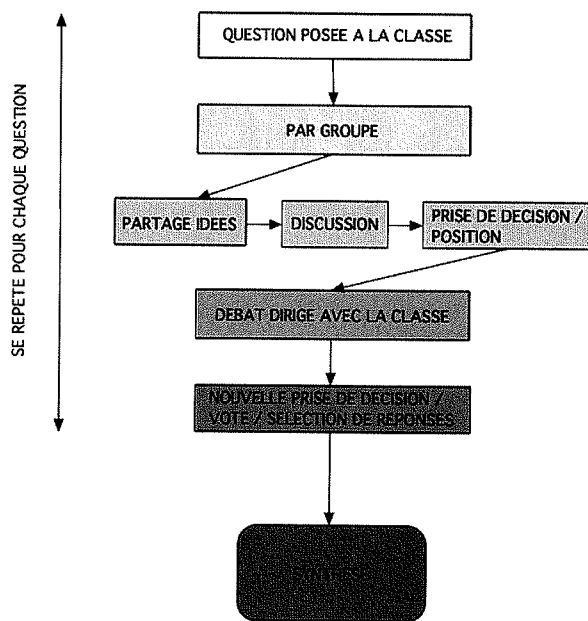 SE REPETE POUR CHAQUE QUESTION
QUESTION POSEE A LA CLASSE
PAR GROUPE
PARTAGE IDEES
DISCUSSION
PRISE DE DECISION /
POSITION
DEBAT DIRIGE AVEC LA CLASSE
NOUVELLE PRISE DE DECISION /
VOTE / SELECTION DE REPONSES
SYNTHESE